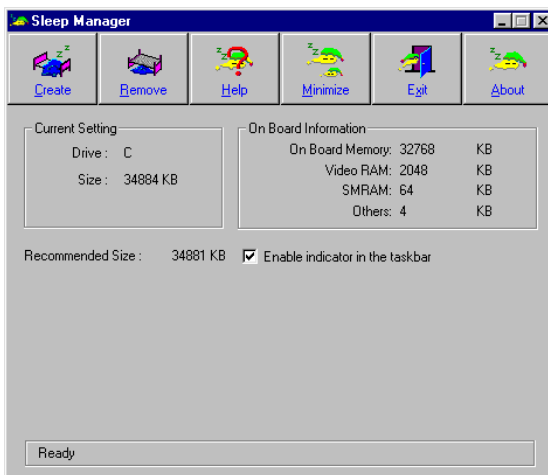 Sleep Manager
Create Remove Help Minimize Exit About
Current Setting
Drive : C
Size : 34884 KB
On Board Information
On Board Memory: 32768 KB
Video RAM: 2048 KB
SMRAM: 64 KB
Others: 4 KB
Recommended Size : 34881 KB Enable indicator in the taskbar
Ready